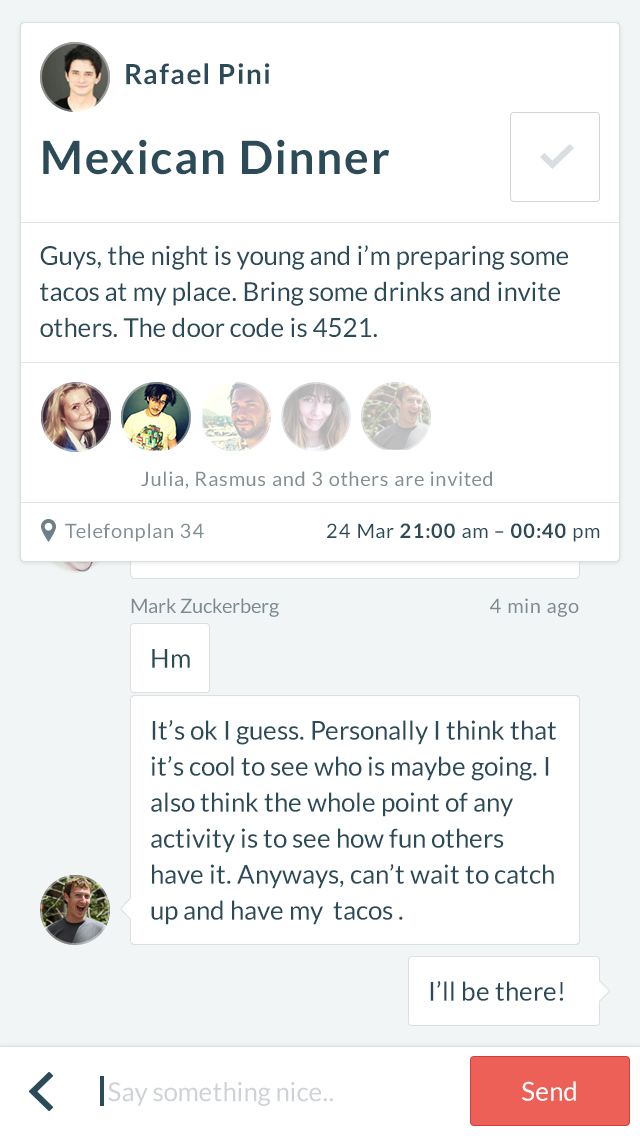 Rafael Pini
Mexican Dinner
Guys, the night is young and i’m preparing some
tacos at my place. Bring some drinks and invite
others. The door code is 4521.
Julia, Rasmus and 3 others are invited
Telefonplan 34
24 Mar 21:00 am – 00:40 pm
Mark Zuckerberg
4 min ago
Hm
It’s ok I guess. Personally I think that
it’s cool to see who is maybe going. I
also think the whole point of any
activity is to see how fun others
have it. Anyways, can’t wait to catch
up and have my  tacos .
I’ll be there!
Say something nice..
Send